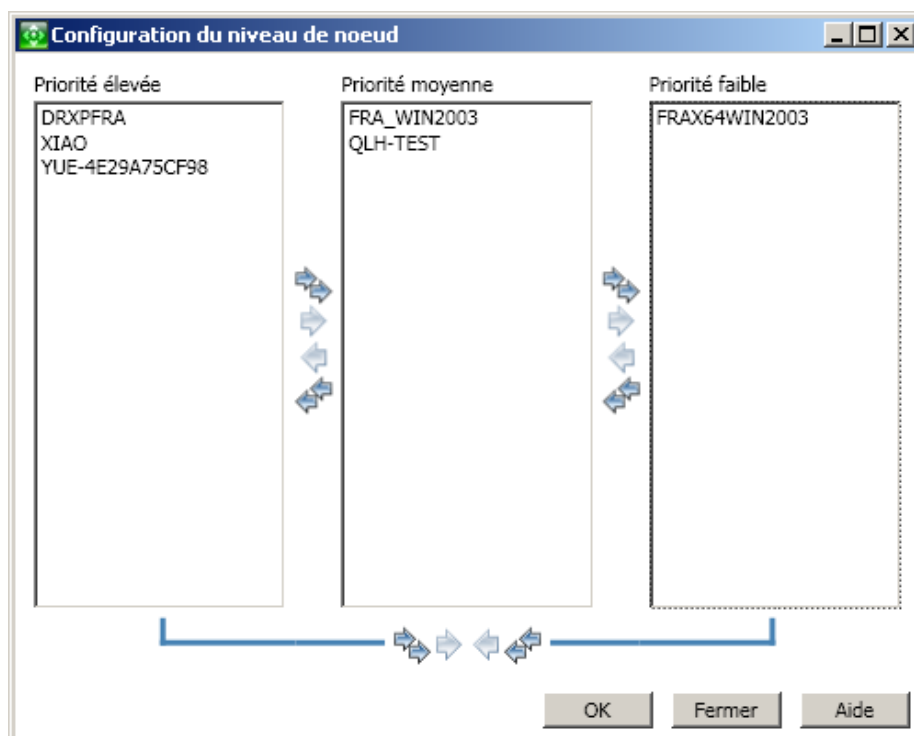 Configuration du niveau de noeud
Priorité élevée
DRXPFRA
XIAO
YUE-4E29A75CF98
Priorité moyenne
FRA_WIN2003
QLH-TEST
Priorité faible
FRAX64WIN2003
OK
Fermer
Aide